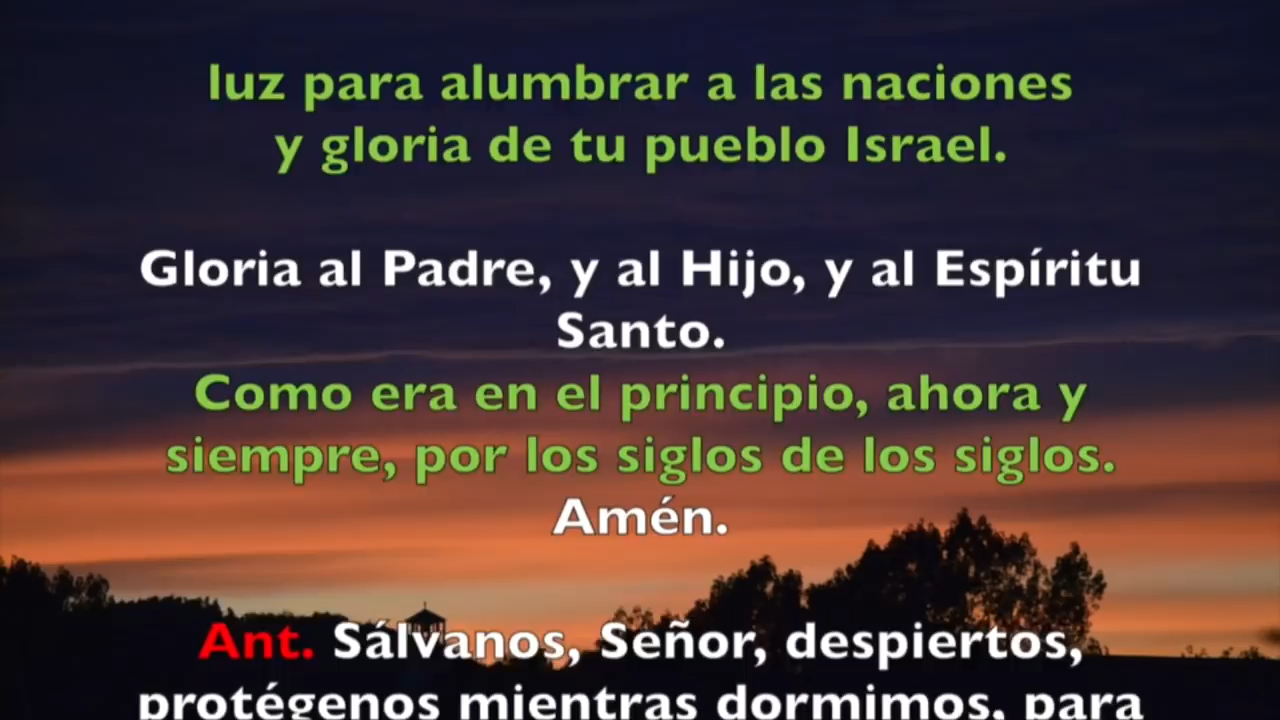 luz para alumbrar a las naciones
y gloria de tu pueblo Israel.
Gloria al Padre, y al Hijo, y al Espíritu
Santo.
Como era en el principio, ahora y
siempre, por los siglos de los siglos.
Amén.
Ant. Sálvanos, Señor, despiertos,
protégenos mientras dormimos, para